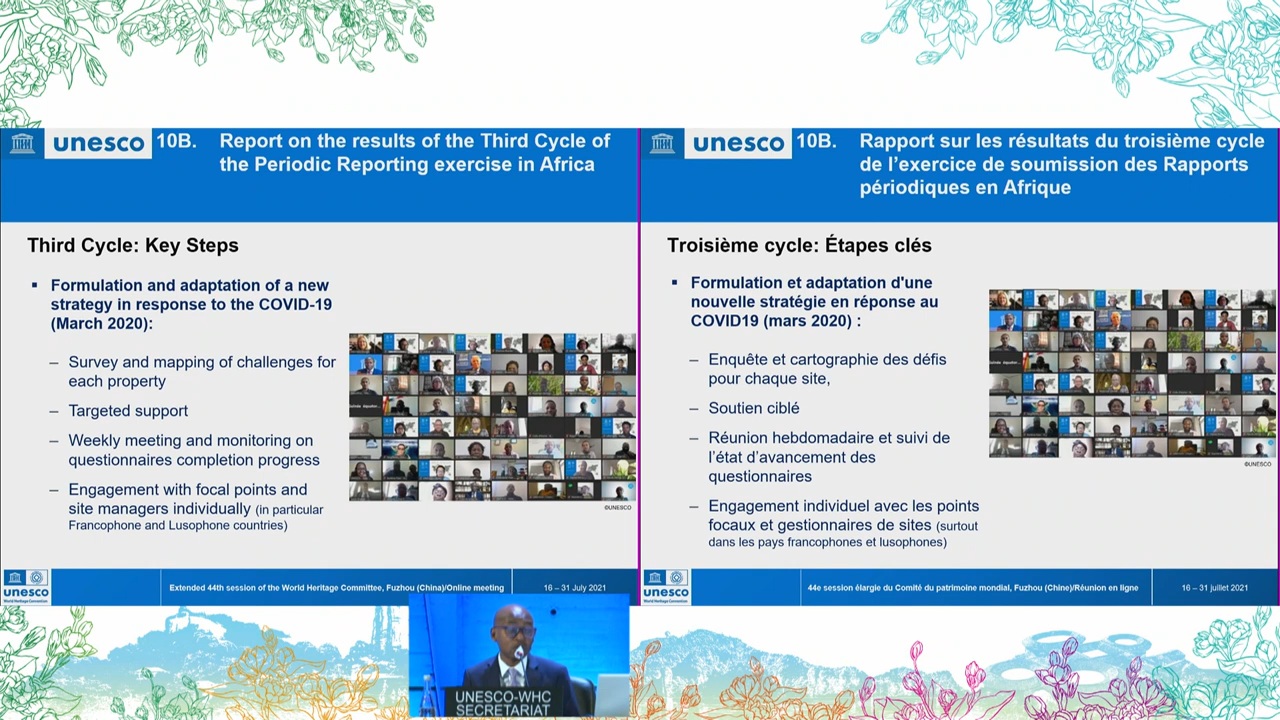 unesco
10B.
Report on the results of the Third Cycle of
the Periodic Reporting exercise in Africa
Third Cycle: Key Steps
▪ Formulation and adaptation of a new
strategy in response to the COVID-19
(March 2020):
– Survey and mapping of challenges for
each property
– Targeted support
– Weekly meeting and monitoring on
questionnaires completion progress
– Engagement with focal points and
site managers individually (in particular
Francophone and Lusophone countries)
©UNESCO
unesco
World Heritage Convention
Extended 44th session of the World Heritage Committee, Fuzhou (China)/Online meeting
16 – 31 July 2021
unesco
10B.
Rapport sur les résultats du troisième cycle
de l’exercice de soumission des Rapports
périodiques en Afrique
Troisième cycle: Étapes clés
▪ Formulation et adaptation d'une
nouvelle stratégie en réponse au
COVID19 (mars 2020) :
– Enquête et cartographie des défis
pour chaque site,
– Soutien ciblé
– Réunion hebdomadaire et suivi de
l’état d’avancement des
questionnaires
– Engagement individuel avec les points
focaux et gestionnaires de sites (surtout
dans les pays francophones et lusophones)
©UNESCO
unesco
World Heritage Convention
44e session élargie du Comité du patrimoine mondial, Fuzhou (Chine)/Réunion en ligne
16 – 31 juillet 2021
UNESCO-WHC
SECRETARIAT